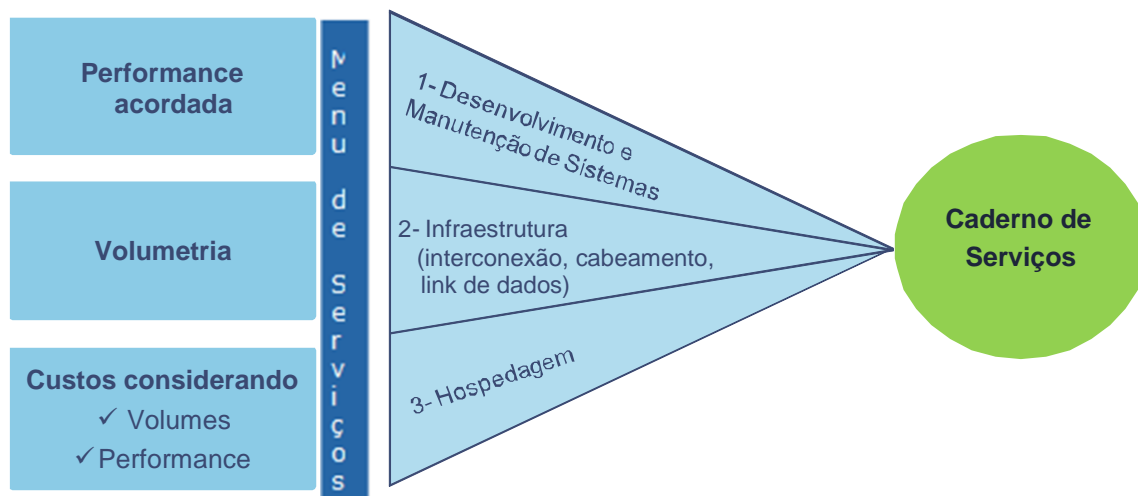 Performance
acordada
Volumetria
Custos considerando
✓ Volumes
✓ Performance
Menu de Serviços
1- Desenvolvimento e
Manutenção de Sistemas
2- Infraestrutura
(interconexão, cabeamento,
link de dados)
3- Hospedagem
Caderno de
Serviços